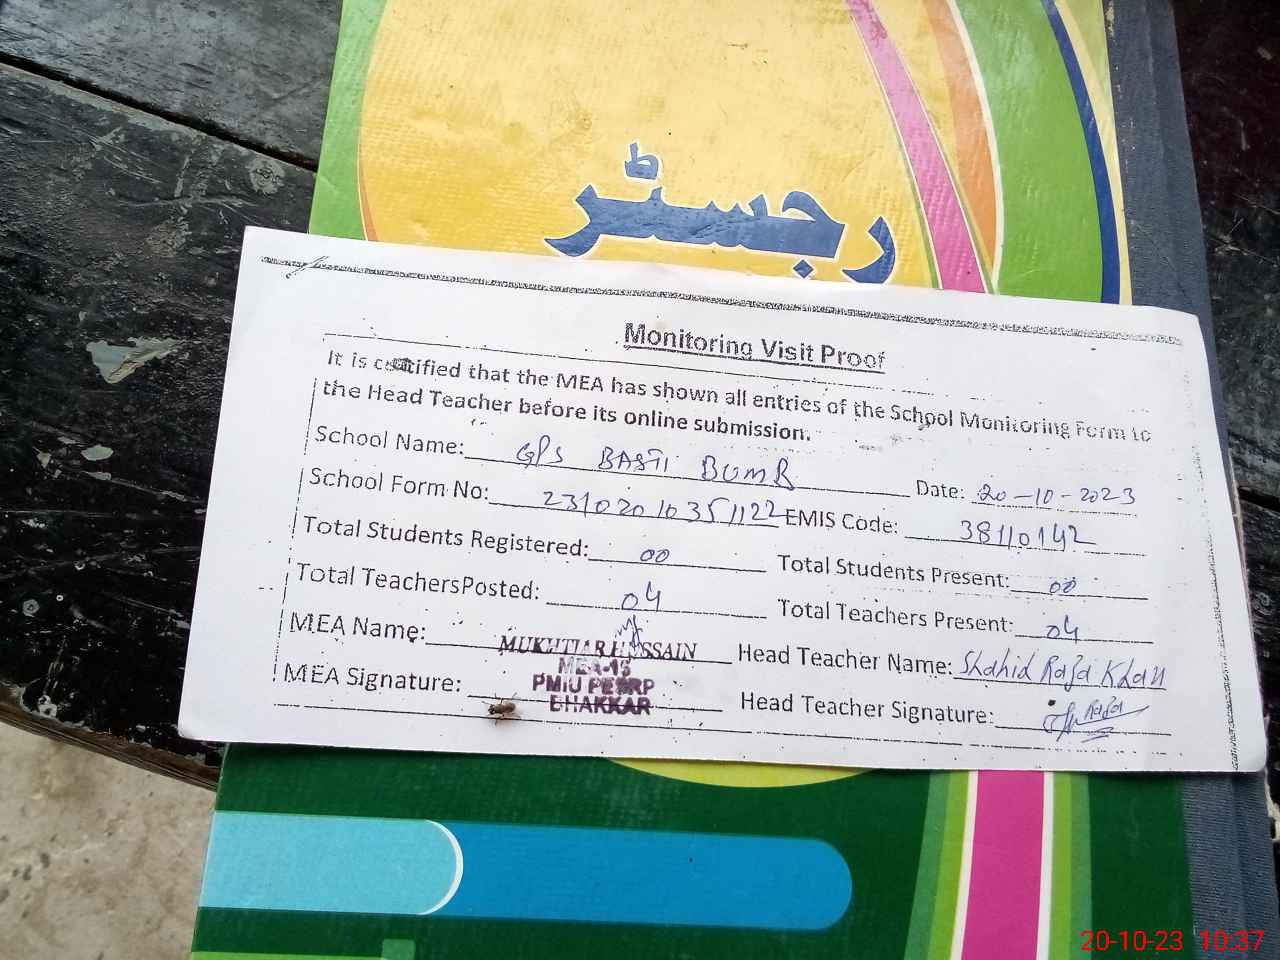 رجسٹر
Monitoring Visit Proof
It is certified that the MEA has shown all entries of the School Monitoring Form to
the Head Teacher before its online submission.
School Name: GPS BASTI BUMB Date: 20-10-2023
School Form No: 23102010351122 EMIS Code: 38110142
Total Students Registered: 00 Total Students Present: 00
Total TeachersPosted: 04 Total Teachers Present: 04
MEA Name: MUKHTIAR HUSSAIN Head Teacher Name: Shahid Raza Khan
MEA-15
MEA Signature: PMIU PESRP Head Teacher Signature:
BHAKKAR
20-10-23 10:37